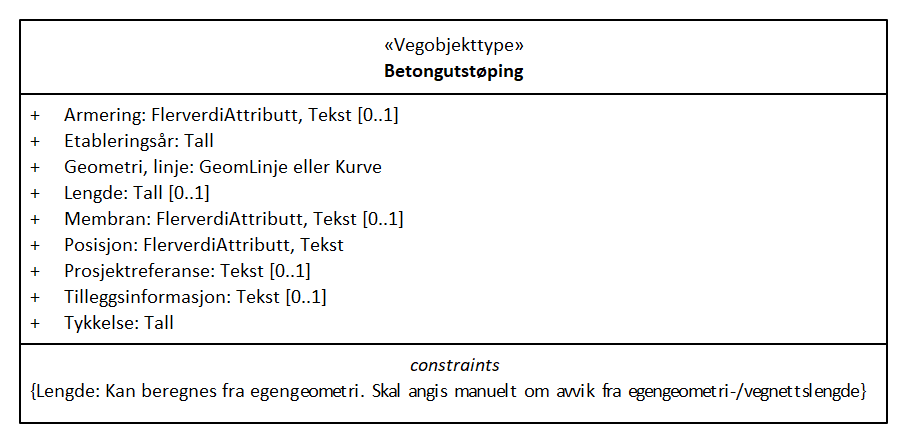 «Vegobjekttype»
Betongutstøping
+ Armering: FlerverdiAttributt, Tekst [0..1]
+ Etableringsår: Tall
+ Geometri, linje: GeomLinje eller Kurve
+ Lengde: Tall [0..1]
+ Membran: FlerverdiAttributt, Tekst [0..1]
+ Posisjon: FlerverdiAttributt, Tekst
+ Prosjektreferanse: Tekst [0..1]
+ Tilleggsinformasjon: Tekst [0..1]
+ Tykkelse: Tall
constraints
{Lengde: Kan beregnes fra egengeometri. Skal angis manuelt om avvik fra egengeometri-/vegnettslengde}